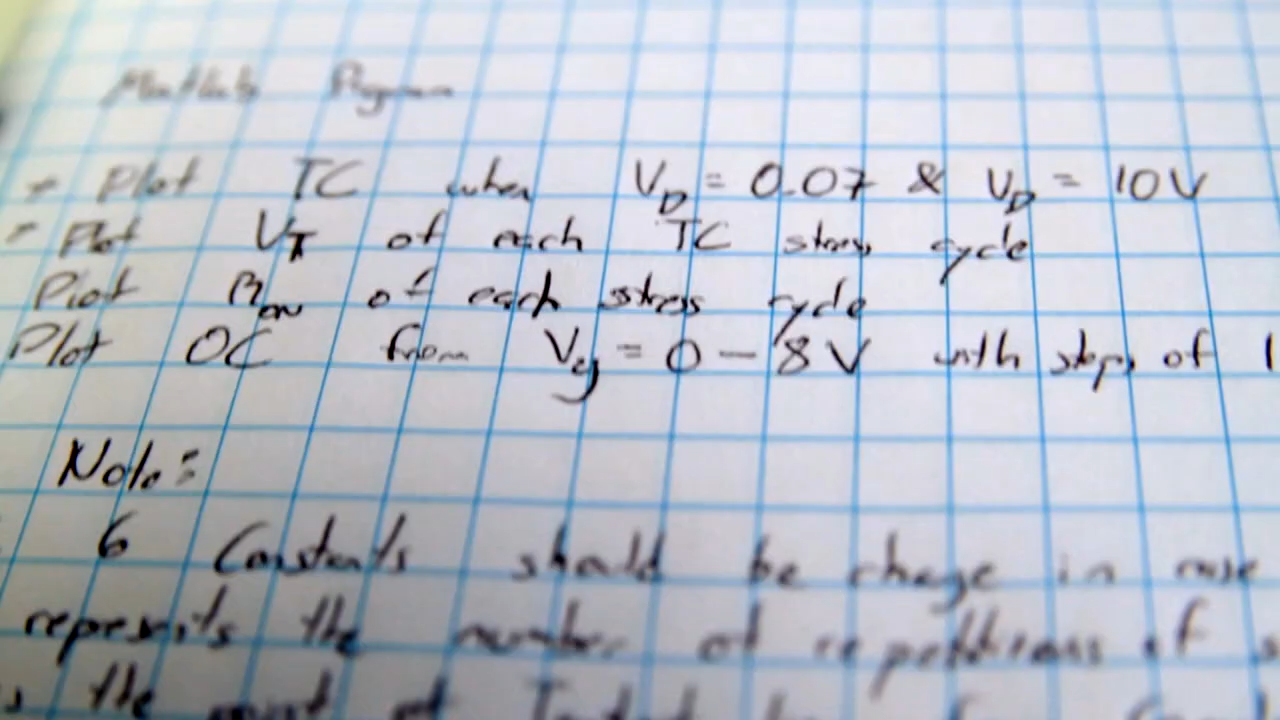 Matlab Program
* Plot TC when VD = 0.07 & VD = 10V
* Plot VT of each TC stress cycle
Plot Ron of each stress cycle
Plot OC from Vg = 0 - 8V with steps of 1
Note:
6 Constants should be change in
represents the number of repetitions of
the